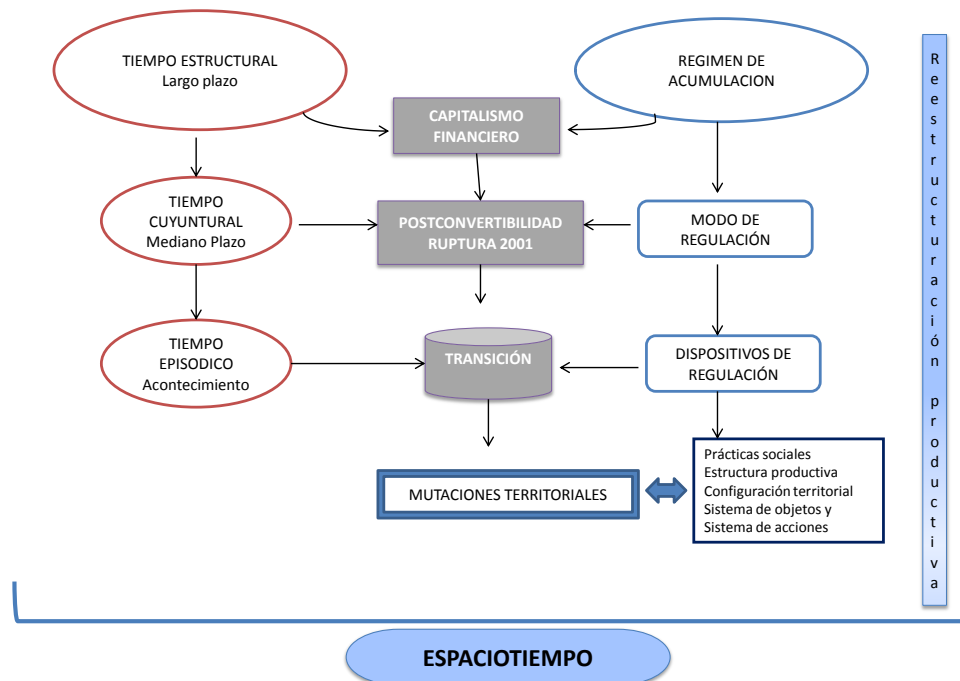 TIEMPO ESTRUCTURAL
Largo plazo
REGIMEN DE
ACUMULACION
CAPITALISMO
FINANCIERO
TIEMPO
CUYUNTURAL
Mediano Plazo
POSTCONVERTIBILIDAD
RUPTURA 2001
MODO DE
REGULACIÓN
TIEMPO
EPISODICO
Acontecimiento
TRANSICIÓN
DISPOSITIVOS DE
REGULACIÓN
MUTACIONES TERRITORIALES
Prácticas sociales
Estructura productiva
Configuración territorial
Sistema de objetos y
Sistema de acciones
Reestructuración productiva
ESPACIOTIEMPO